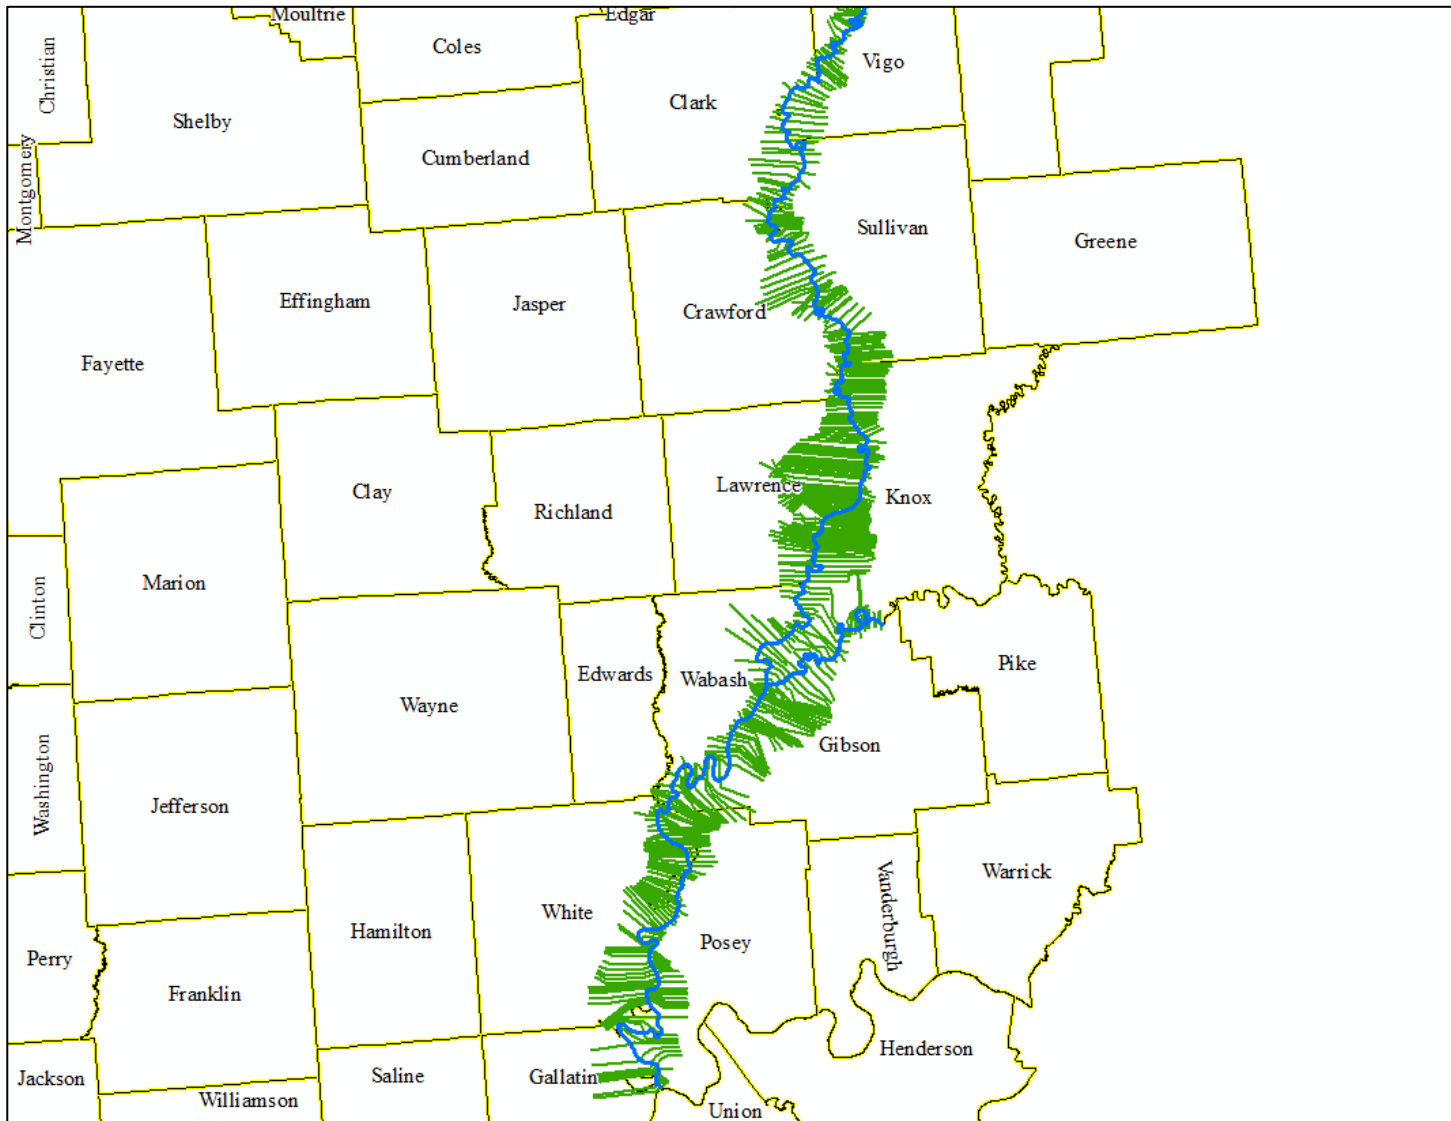 Moultrie
Edgar
Christian
Coles
Vigo
Clark
Shelby
Cumberland
Montgomery
Sullivan
Greene
Effingham
Jasper
Crawford
Fayette
Clay
Lawrence
Knox
Richland
Marion
Clinton
Edwards
Wabash
Pike
Wayne
Gibson
Washington
Jefferson
Warrick
White
Vanderburgh
Hamilton
Posey
Perry
Franklin
Henderson
Jackson
Saline
Gallatin
Williamson
Union